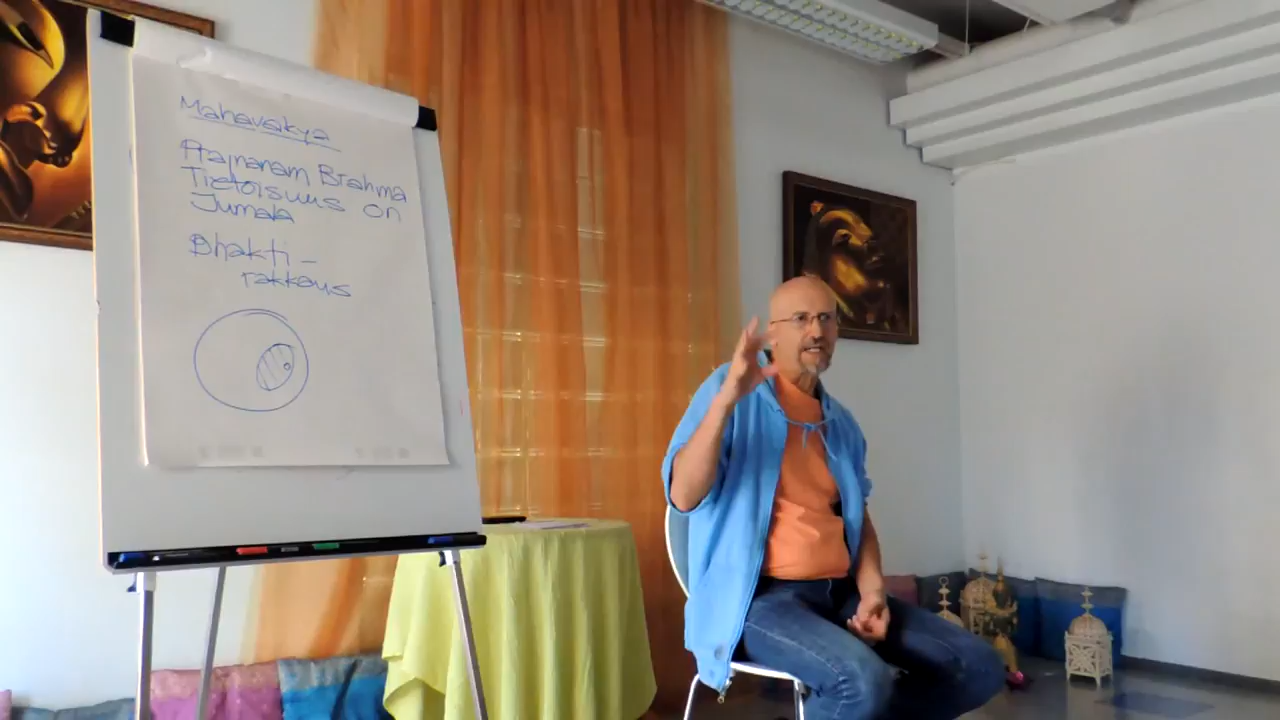 Mahavakya
Prajnanam Brahma
Tietoisuus on
Jumala
Bhakti-
rakkaus